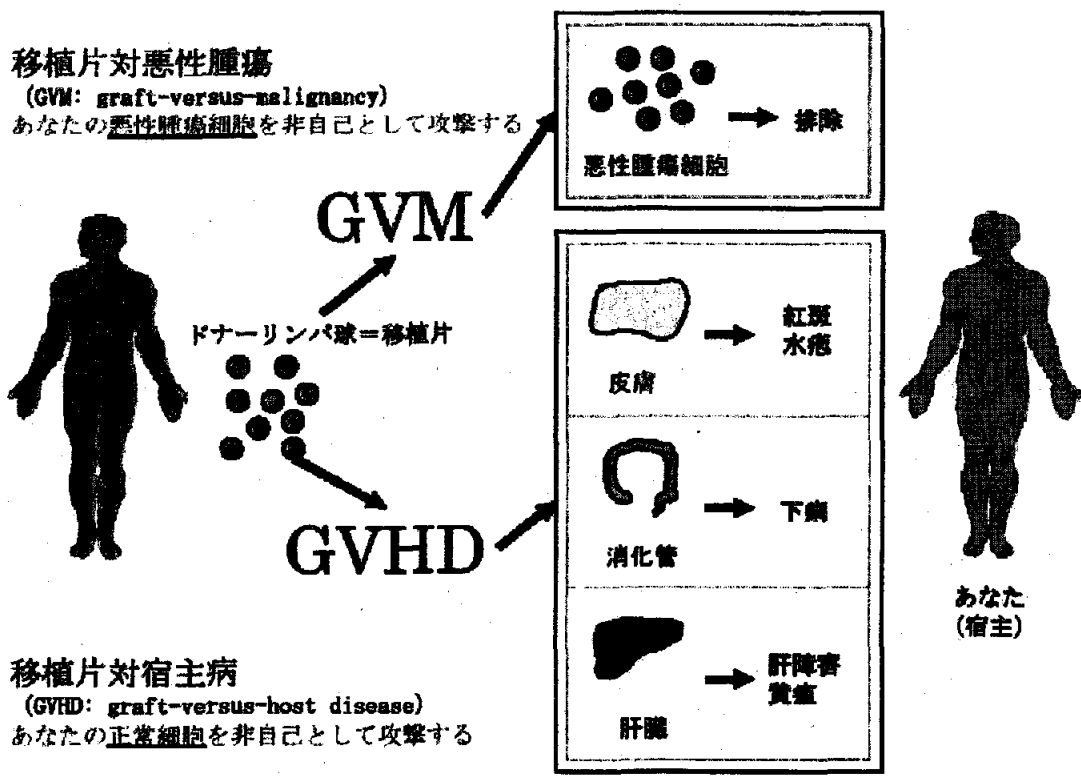 移植片対悪性腫瘍
(GVM: graft-versus-malignancy)
あなたの悪性腫瘍細胞を非自己として攻撃する
GVM
悪性腫瘍細胞
排除
ドナーリンパ球＝移植片
GVHD
皮膚
紅斑
水疱
消化管
下痢
肝臓
肝障害
黄疸
あなた
(宿主)
移植片対宿主病
(GVHD: graft-versus-host disease)
あなたの正常細胞を非自己として攻撃する